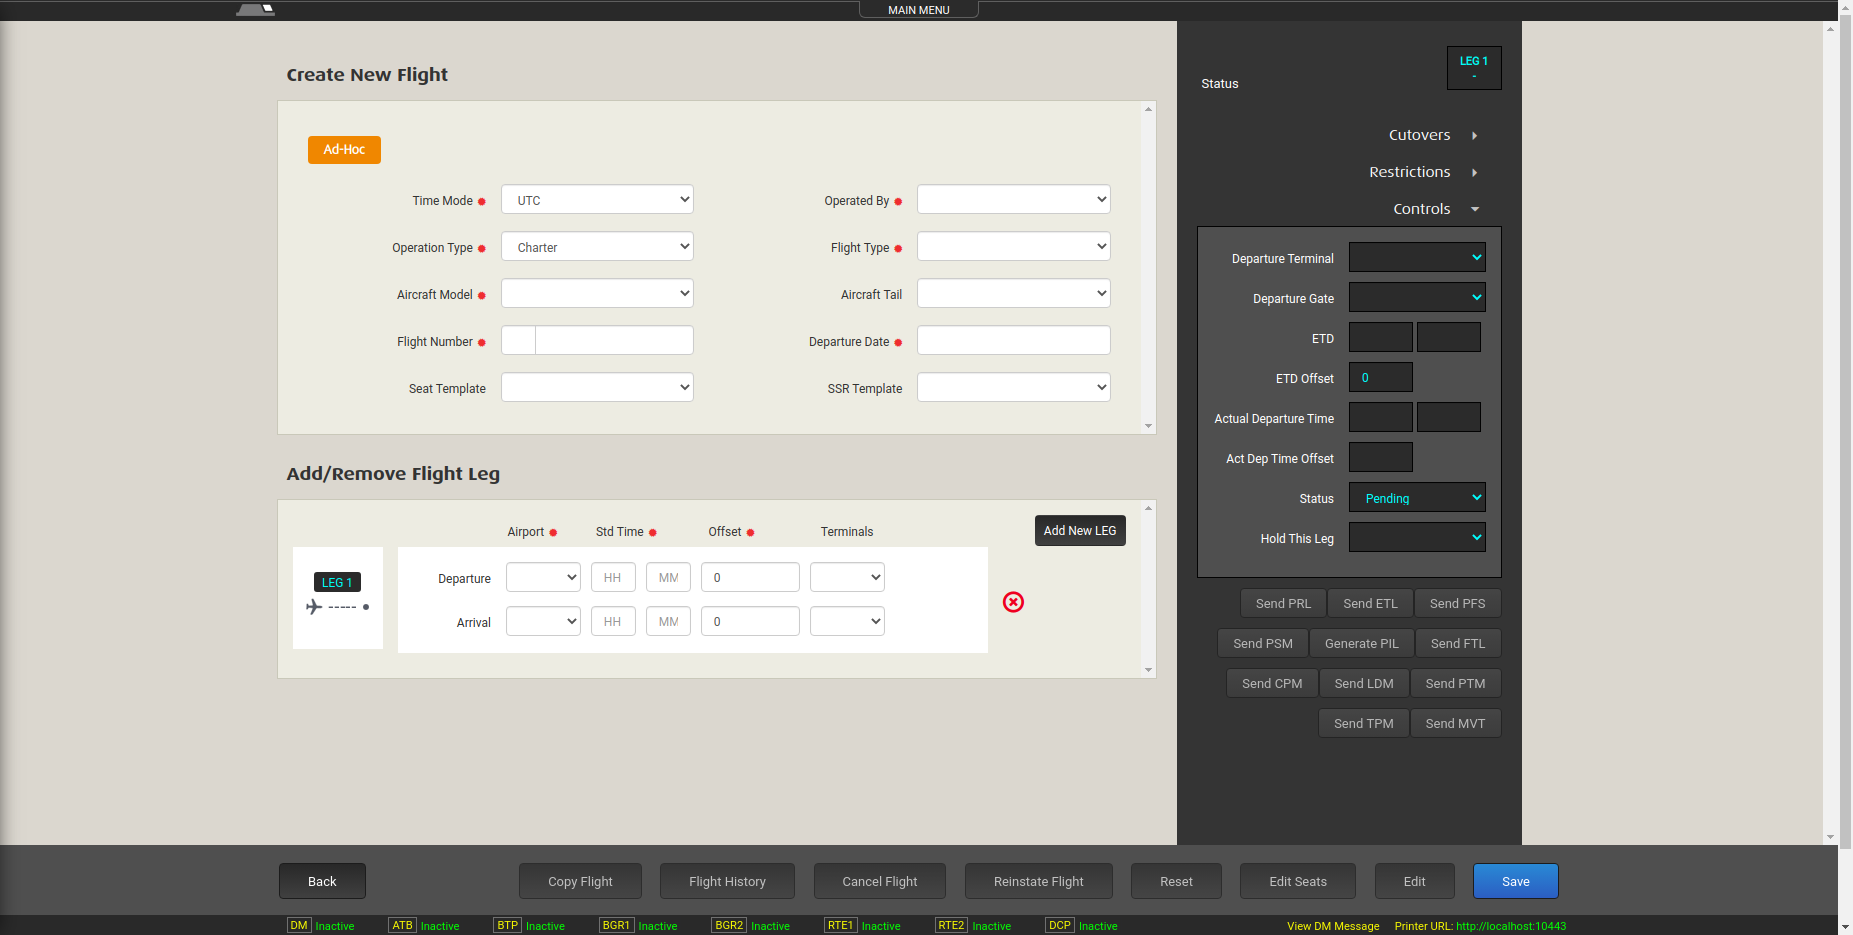 MAIN MENU
Create New Flight
Ad-Hoc
Time Mode UTC Operated By
Operation Type Charter Flight Type
Aircraft Model Aircraft Tail
Flight Number Departure Date
Seat Template SSR Template
Add/Remove Flight Leg
Airport Std Time Offset Terminals Add New LEG
LEG 1
Departure HH MM 0
Arrival HH MM 0
LEG 1
-
Status
Cutovers
Restrictions
Controls
Departure Terminal
Departure Gate
ETD
ETD Offset 0
Actual Departure Time
Act Dep Time Offset
Status Pending
Hold This Leg
Send PRL Send ETL Send PFS
Send PSM Generate PIL Send FTL
Send CPM Send LDM Send PTM
Send TPM Send MVT
Back Copy Flight Flight History Cancel Flight Reinstate Flight Reset Edit Seats Edit Save
DM Inactive ATB Inactive BTP Inactive BGR1 Inactive BGR2 Inactive RTE1 Inactive RTE2 Inactive DCP Inactive View DM Message Printer URL: http://localhost:10443